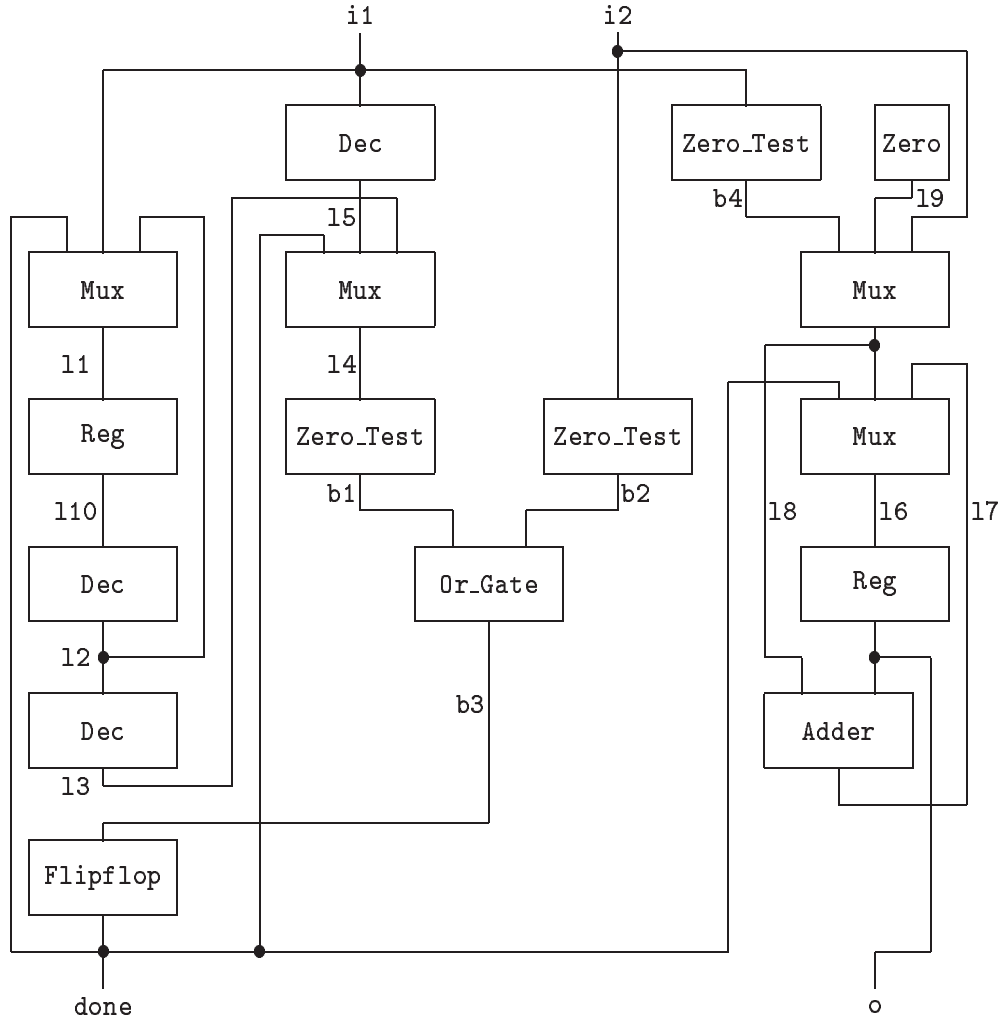 i1
i2
Dec
Zero_Test
Zero
b4
l9
l5
Mux
Mux
Mux
l1
l4
Reg
Zero_Test
Zero_Test
Mux
b1
b2
l10
l8
l6
l7
Dec
Or_Gate
Reg
l2
b3
Dec
Adder
l3
Flipflop
done
o